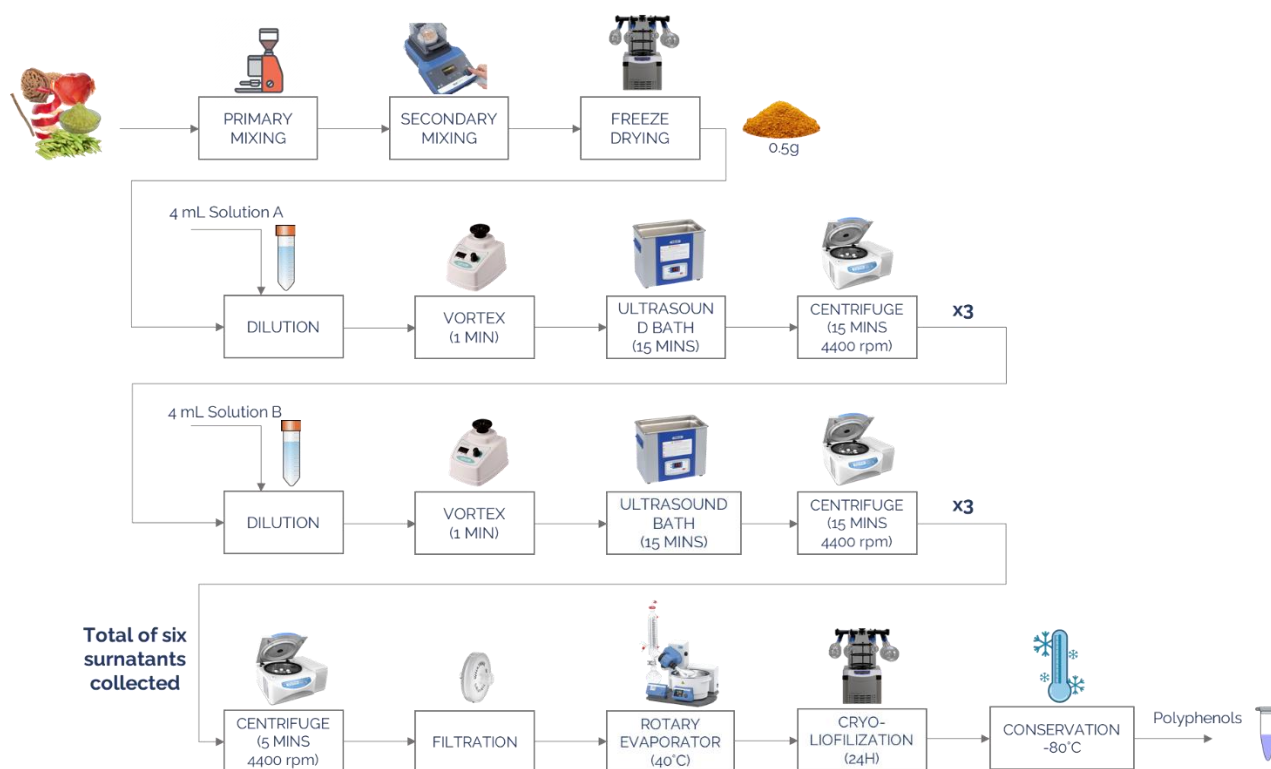 PRIMARY
MIXING
SECONDARY
MIXING
FREEZE
DRYING
0.5g
4 mL Solution A
DILUTION
VORTEX
(1 MIN)
ULTRASOUN
D BATH
(15 MINS)
CENTRIFUGE
(15 MINS
4400 rpm)
x3
4 mL Solution B
DILUTION
VORTEX
(1 MIN)
ULTRASOUND
BATH
(15 MINS)
CENTRIFUGE
(15 MINS
4400 rpm)
x3
Total of six
surnatants
collected
CENTRIFUGE
(5 MINS
4400 rpm)
FILTRATION
ROTARY
EVAPORATOR
(40°C)
CRYO-
LIOFILIZATION
(24H)
CONSERVATION
-80°C
Polyphenols